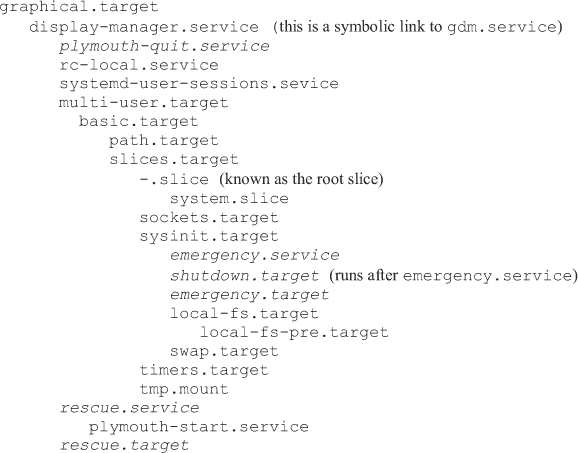 graphical.target
display-manager.service (this is a symbolic link to gdm.service)
plymouth-quit.service
rc-local.service
systemd-user-sessions.sevice
multi-user.target
basic.target
path.target
slices.target
-.slice (known as the root slice)
system.slice
sockets.target
sysinit.target
emergency.service
shutdown.target (runs after emergency.service)
emergency.target
local-fs.target
local-fs-pre.target
swap.target
timers.target
tmp.mount
rescue.service
plymouth-start.service
rescue.target